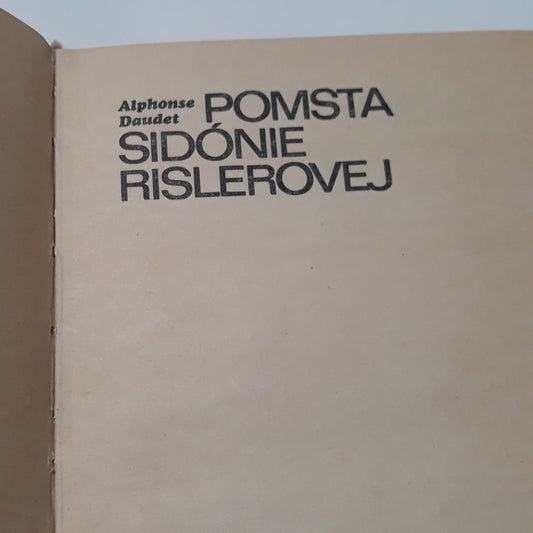 Alphonse Daudet POMSTA
SIDÓNIE
RISLEROVEJ